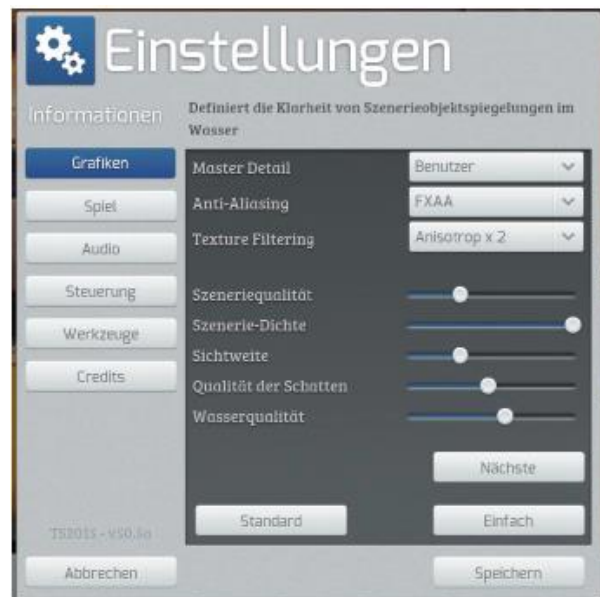 Einstellungen
Informationen
Definiert die Klarheit von Szenerieobjektspiegelungen im
Wasser
Grafiken
Spiel
Audio
Steuerung
Werkzeuge
Credits
Master Detail
Benutzer
Anti-Aliasing
FXAA
Texture Filtering
Anisotrop x 2
Szeneriequalität
Szenerie-Dichte
Sichtweite
Qualität der Schatten
Wasserqualität
Nächste
Standard
Einfach
Abbrechen
Speichern